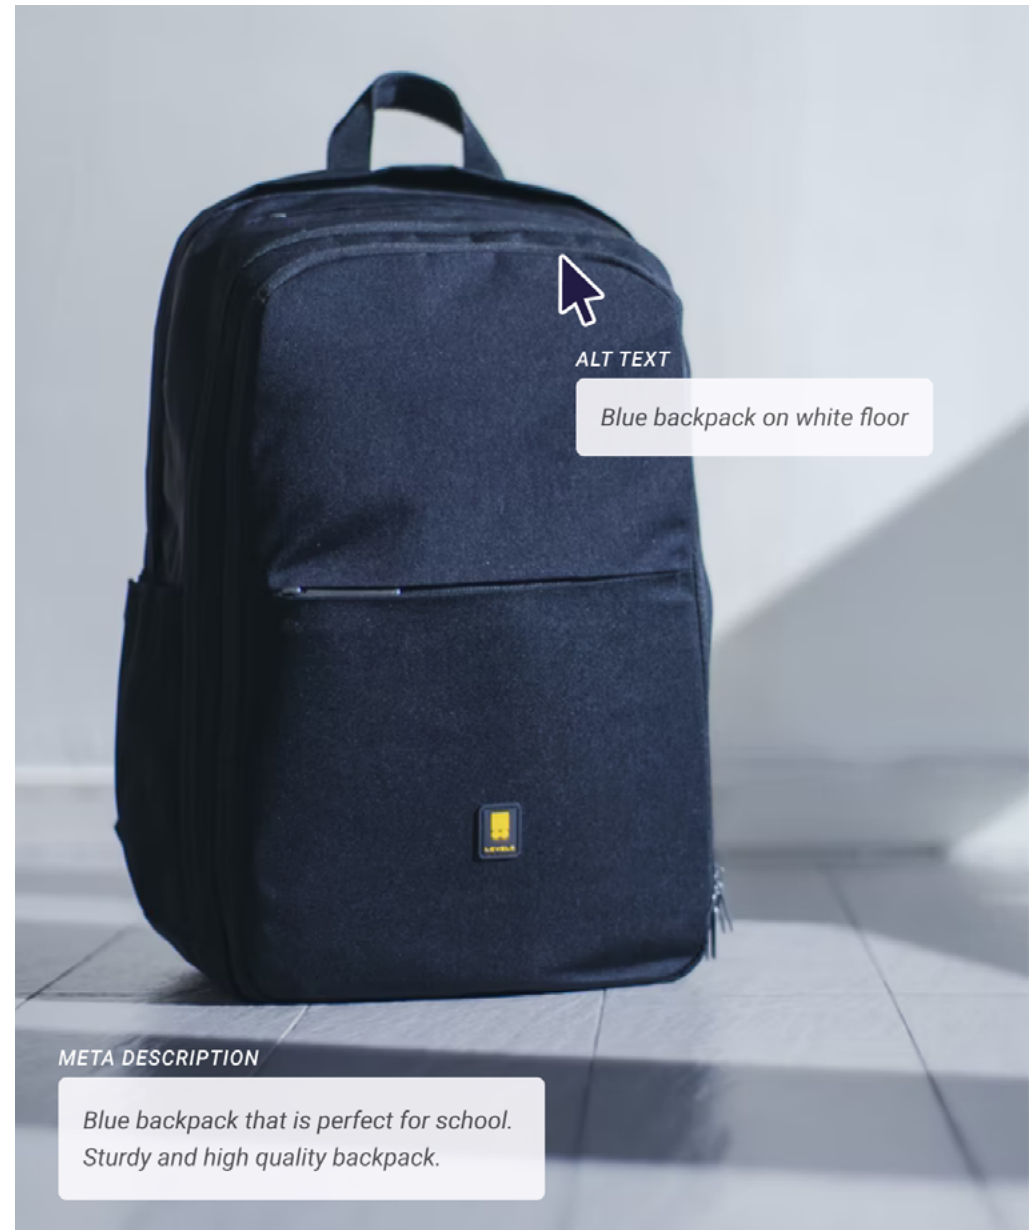 ALT TEXT
Blue backpack on white floor
LEVEL8
META DESCRIPTION
Blue backpack that is perfect for school.
Sturdy and high quality backpack.